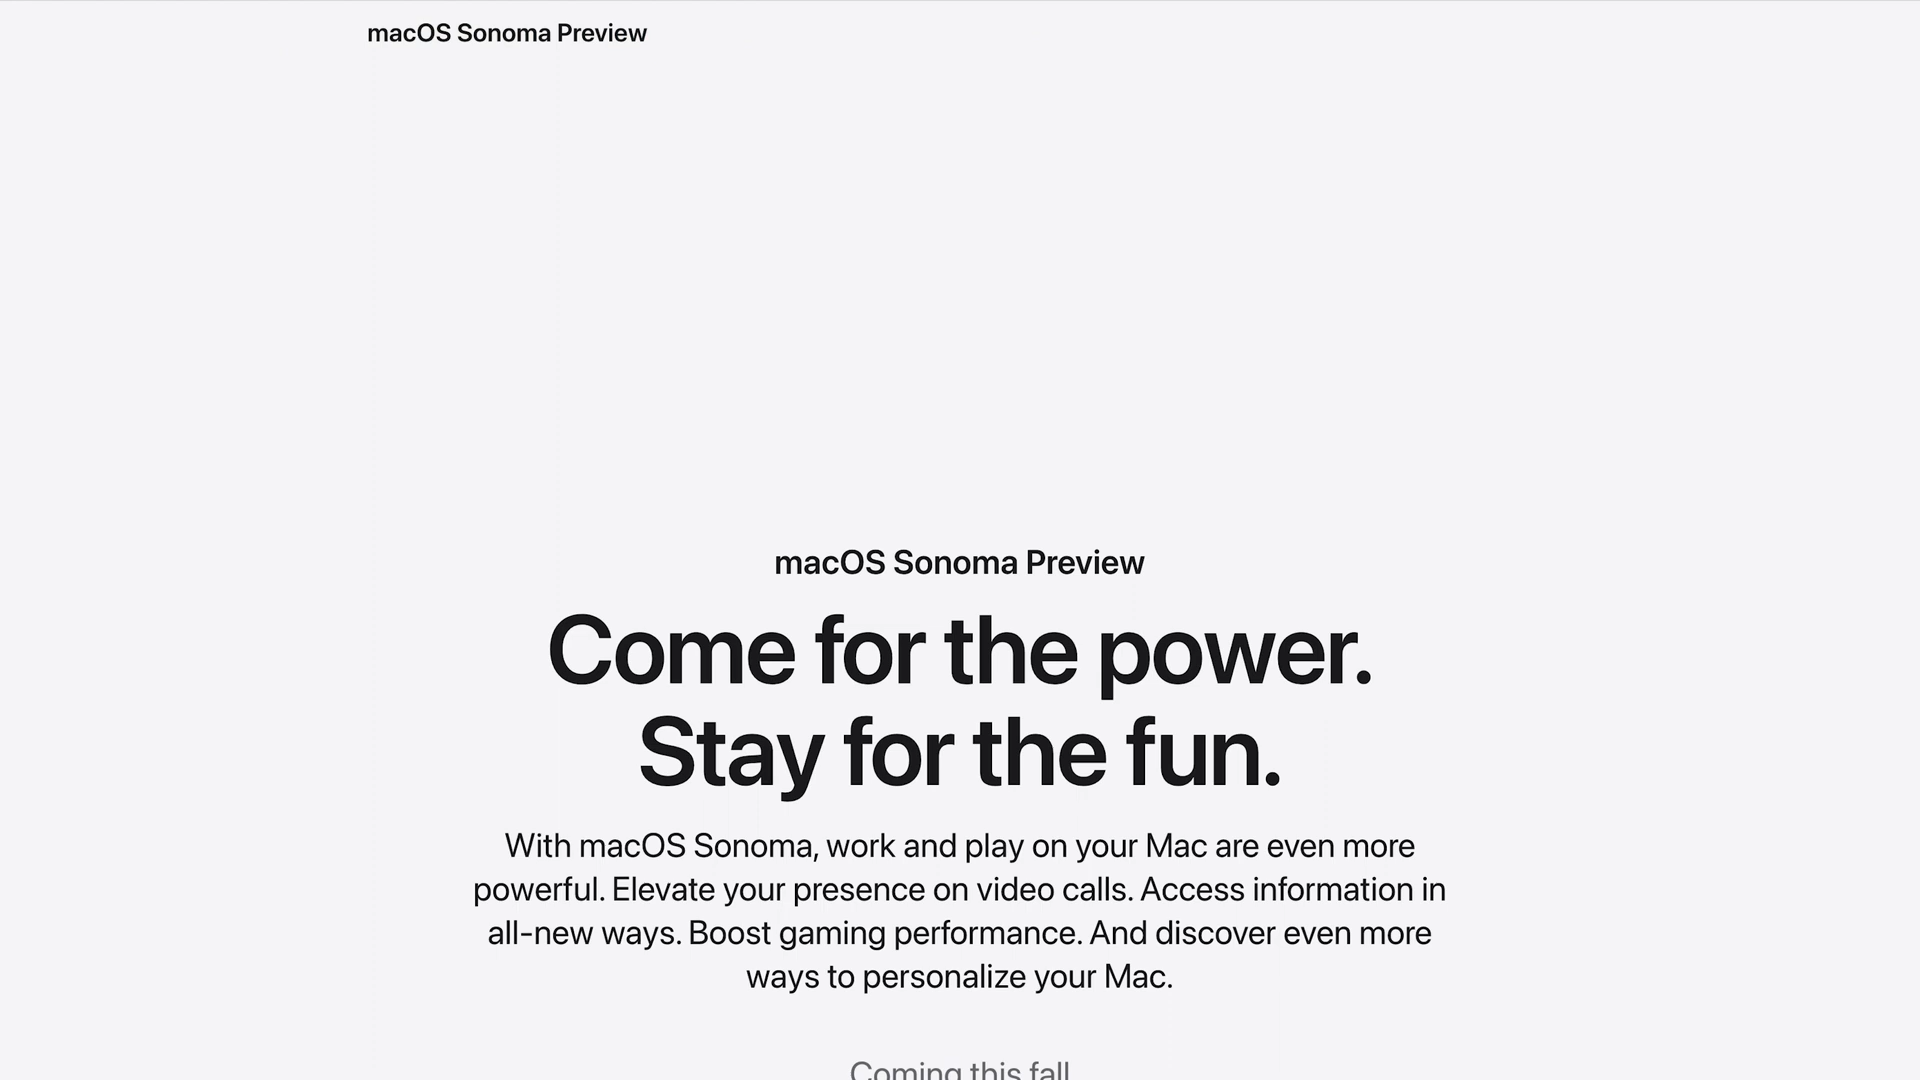 macOS Sonoma Preview
macOS Sonoma Preview
Come for the power.
Stay for the fun.
With macOS Sonoma, work and play on your Mac are even more
powerful. Elevate your presence on video calls. Access information in
all-new ways. Boost gaming performance. And discover even more
ways to personalize your Mac.
Coming this fall